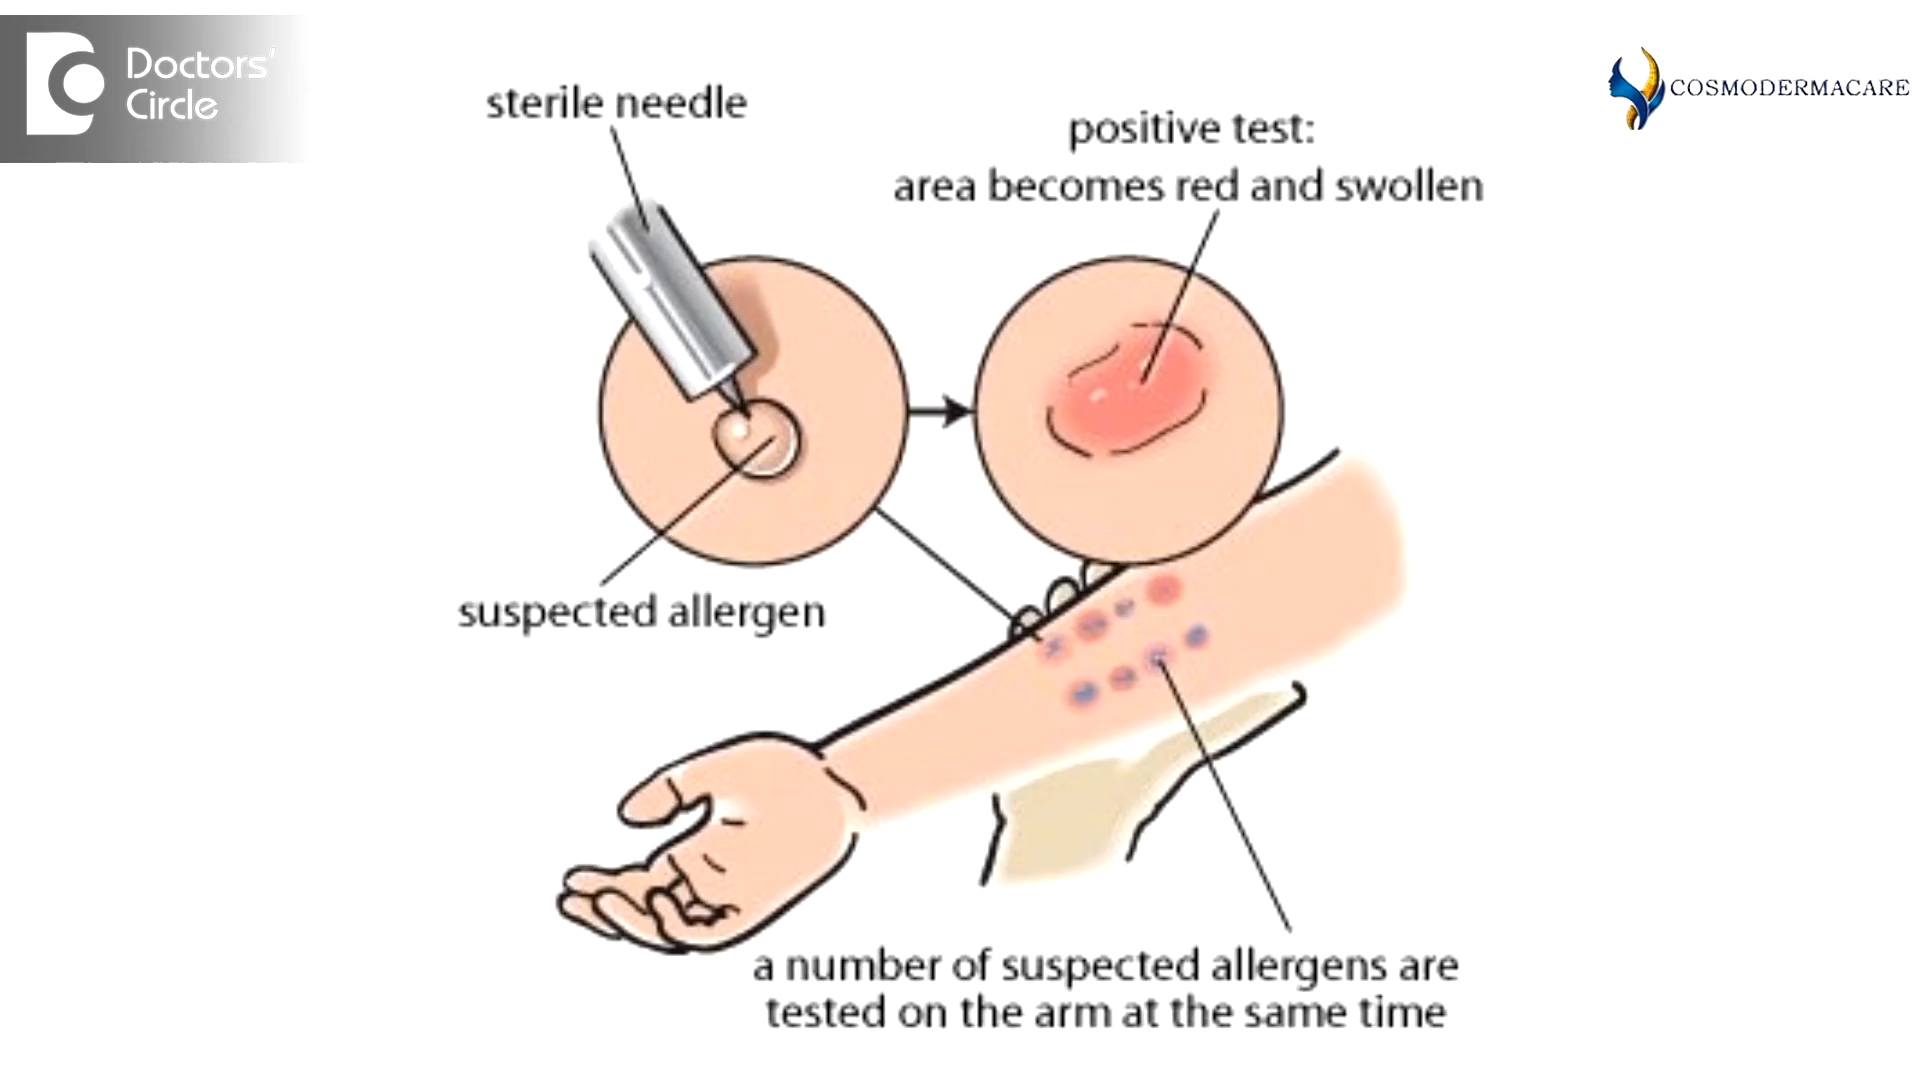 Doctors'
Circle
COSMODERMACARE
sterile needle
positive test:
area becomes red and swollen
suspected allergen
a number of suspected allergens are
tested on the arm at the same time